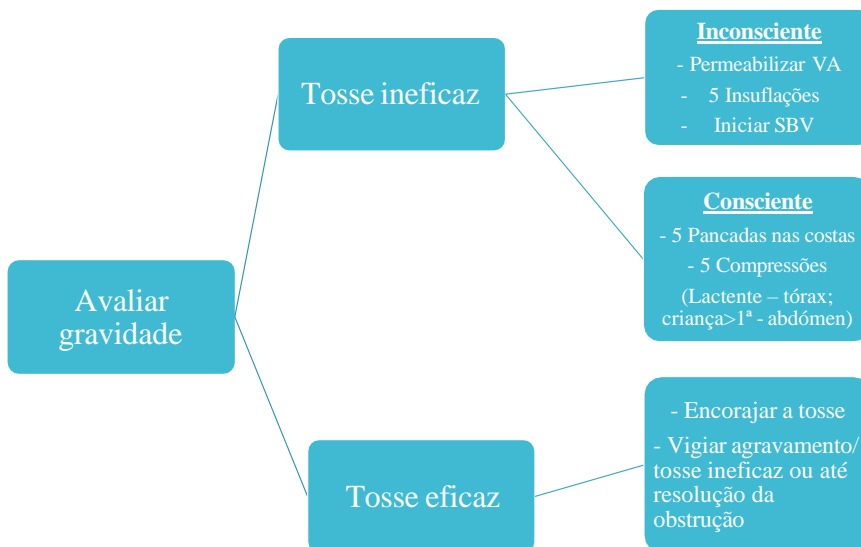 Avaliar
gravidade
Tosse ineficaz
Inconsciente
- Permeabilizar VA
- 5 Insuflações
- Iniciar SBV
Consciente
- 5 Pancadas nas costas
- 5 Compressões
(Lactente – tórax;
criança>1ª - abdómen)
Tosse eficaz
- Encorajar a tosse
- Vigiar agravamento/
tosse ineficaz ou até
resolução da
obstrução